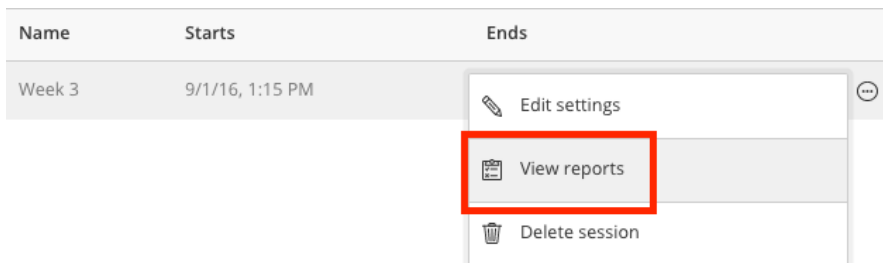 Name Starts Ends
Week 3 9/1/16, 1:15 PM
Edit settings
View reports
Delete session